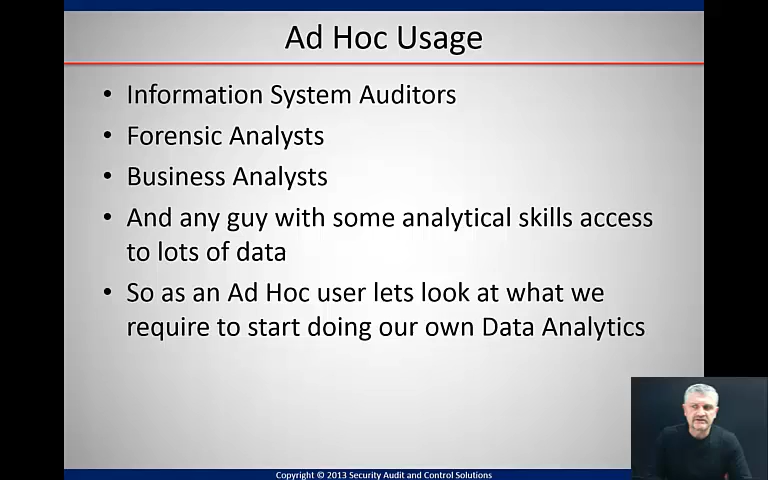 Ad Hoc Usage
• Information System Auditors
• Forensic Analysts
• Business Analysts
• And any guy with some analytical skills access
to lots of data
• So as an Ad Hoc user lets look at what we
require to start doing our own Data Analytics
Copyright © 2013 Security Audit and Control Solutions